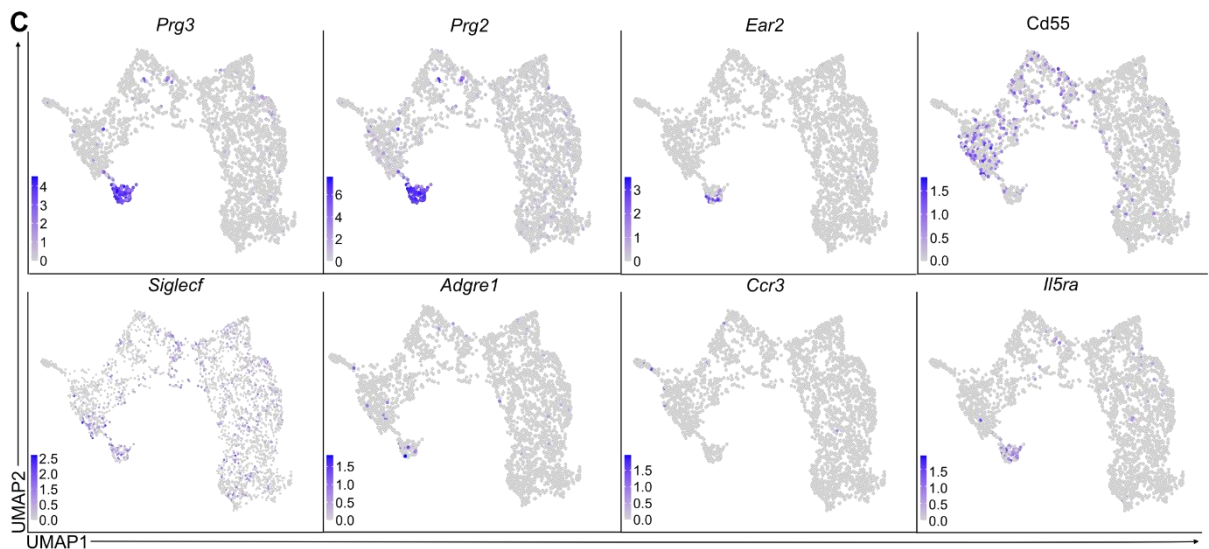 C
Prg3 Prg2 Ear2 Cd55
4 6 3 1.5
3 4 2 1.0
2 2 1 0.5
1 0 0 0.0
0
Siglecf Adgre1 Ccr3 Il5ra
2.5 1.5 1.5 1.5
2.0 1.0 1.0 1.0
1.5 0.5 0.5 0.5
1.0 0.0 0.0 0.0
0.5
0.0
UMAP2
UMAP1